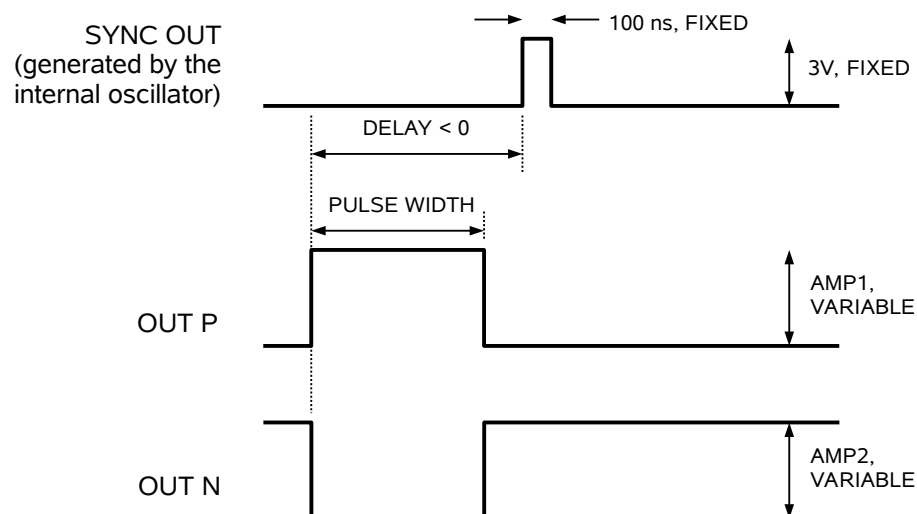 100 ns, FIXED
SYNC OUT
(generated by the
internal oscillator)
3V, FIXED
DELAY < 0
PULSE WIDTH
OUT P
AMP1,
VARIABLE
OUT N
AMP2,
VARIABLE